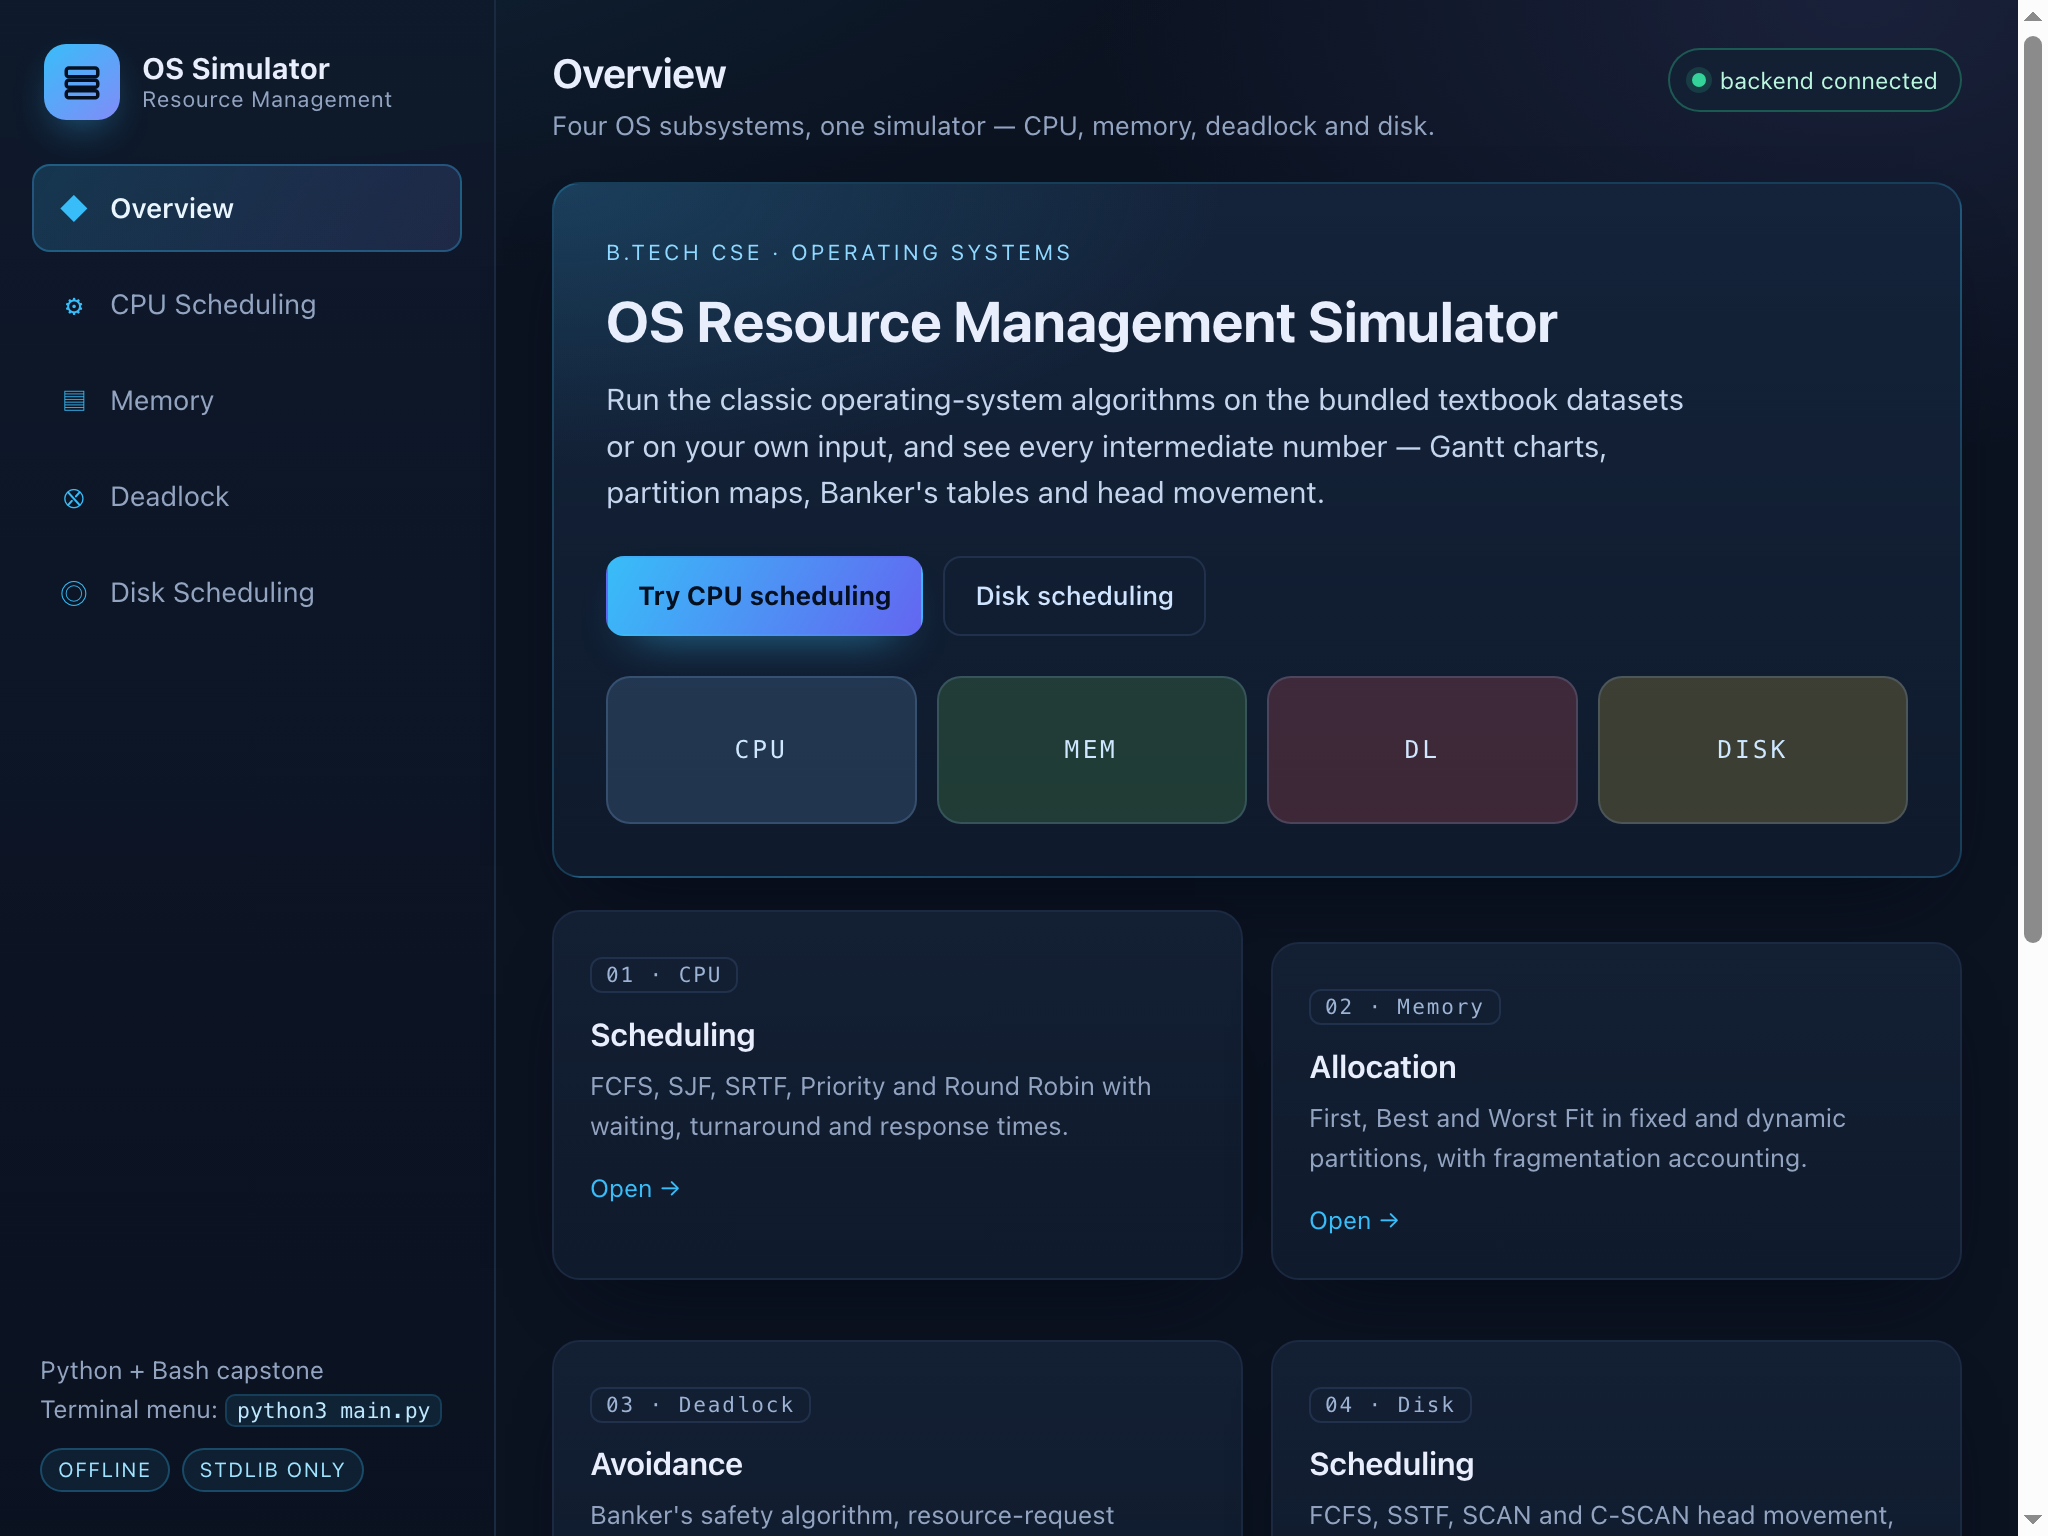 OS Simulator
Resource Management
Overview
CPU Scheduling
Memory
Deadlock
Disk Scheduling
Python + Bash capstone
Terminal menu: python3 main.py
OFFLINE STDLIB ONLY
Overview
Four OS subsystems, one simulator — CPU, memory, deadlock and disk.
backend connected
B.TECH CSE · OPERATING SYSTEMS
OS Resource Management Simulator
Run the classic operating-system algorithms on the bundled textbook datasets
or on your own input, and see every intermediate number — Gantt charts,
partition maps, Banker's tables and head movement.
Try CPU scheduling
Disk scheduling
CPU
MEM
DL
DISK
01 · CPU
Scheduling
FCFS, SJF, SRTF, Priority and Round Robin with
waiting, turnaround and response times.
Open →
02 · Memory
Allocation
First, Best and Worst Fit in fixed and dynamic
partitions, with fragmentation accounting.
Open →
03 · Deadlock
Avoidance
Banker's safety algorithm, resource-request
04 · Disk
Scheduling
FCFS, SSTF, SCAN and C-SCAN head movement,